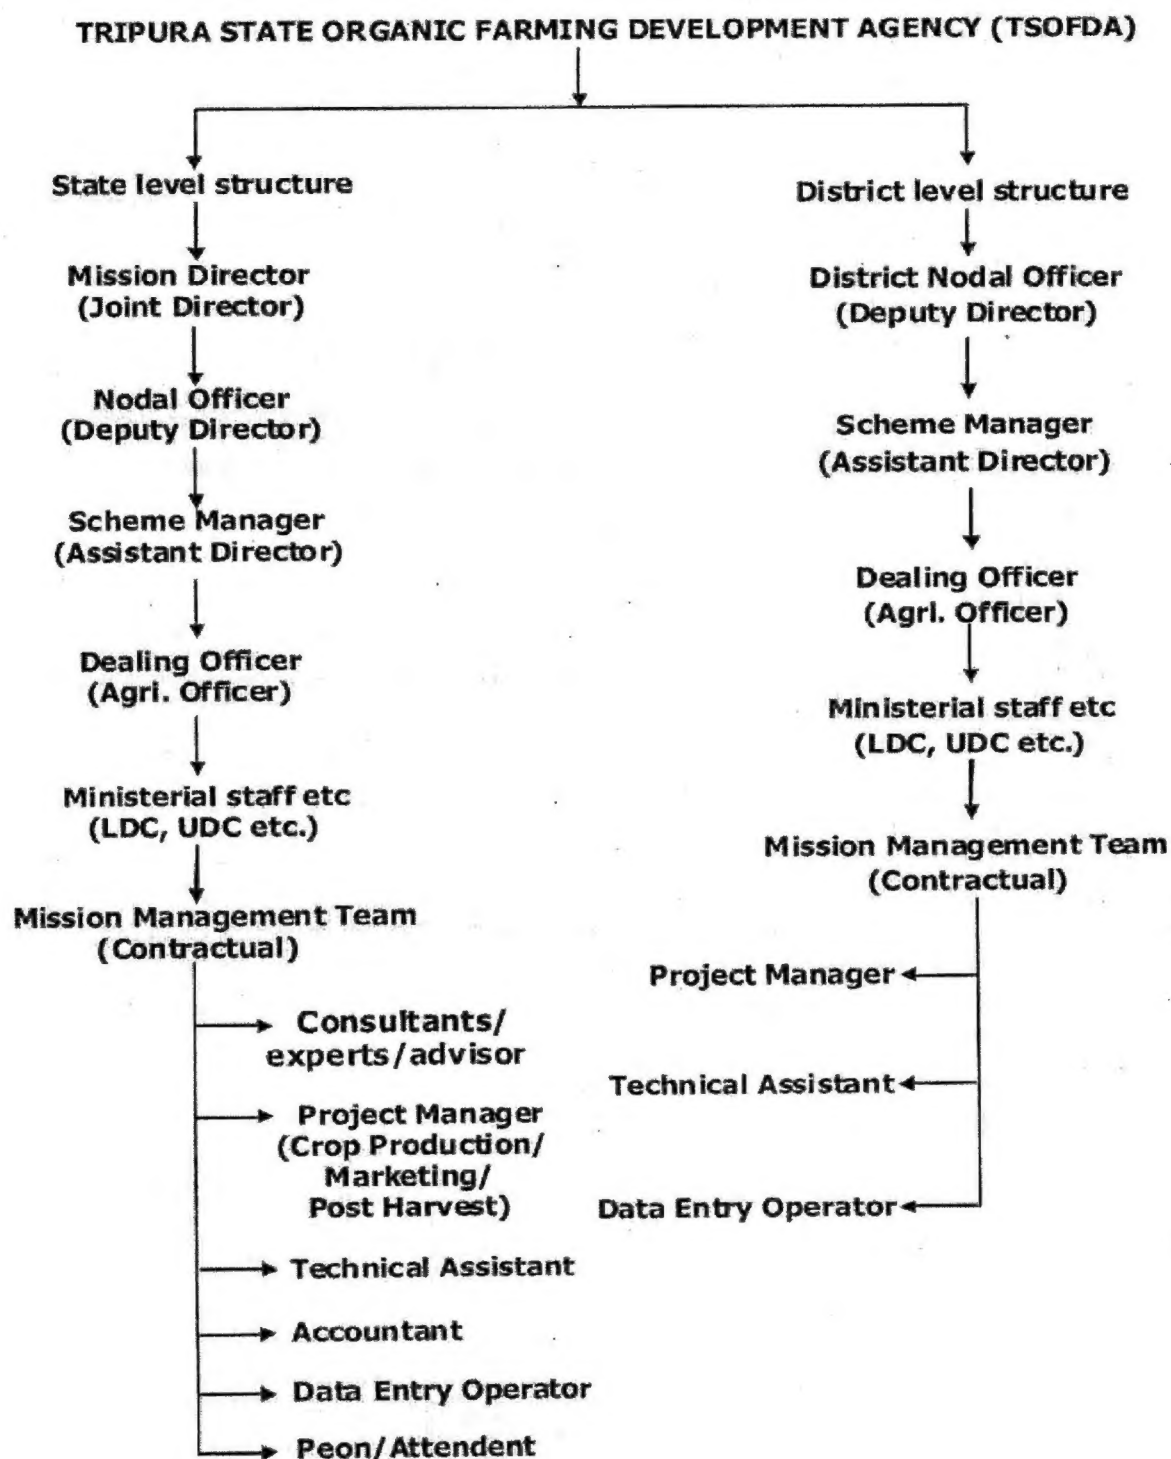 TRIPURA STATE ORGANIC FARMING DEVELOPMENT AGENCY (TSOFDA)
State level structure
Mission Director
(Joint Director)
Nodal Officer
(Deputy Director)
Scheme Manager
(Assistant Director)
Dealing Officer
(Agri. Officer)
Ministerial staff etc
(LDC, UDC etc.)
Mission Management Team
(Contractual)
Consultants/
experts/advisor
Project Manager
(Crop Production/
Marketing/
Post Harvest)
Technical Assistant
Accountant
Data Entry Operator
Peon/Attendent
District level structure
District Nodal Officer
(Deputy Director)
Scheme Manager
(Assistant Director)
Dealing Officer
(Agri. Officer)
Ministerial staff etc
(LDC, UDC etc.)
Mission Management Team
(Contractual)
Project Manager
Technical Assistant
Data Entry Operator